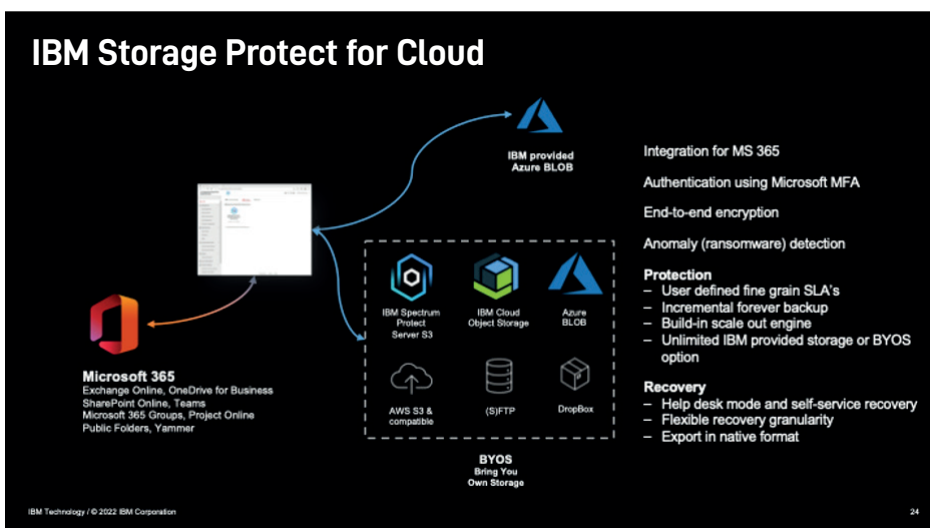 IBM Storage Protect for Cloud
IBM provided
Azure BLOB
IBM Spectrum
Protect
Server S3
IBM Cloud
Object Storage
Azure
BLOB
AWS S3 &
compatible
(S)FTP
DropBox
BYOS
Bring You
Own Storage
Microsoft 365
Exchange Online, OneDrive for Business
SharePoint Online, Teams
Microsoft 365 Groups, Project Online
Public Folders, Yammer
Integration for MS 365
Authentication using Microsoft MFA
End-to-end encryption
Anomaly (ransomware) detection
Protection
– User defined fine grain SLA's
– Incremental forever backup
– Build-in scale out engine
– Unlimited IBM provided storage or BYOS
option
Recovery
– Help desk mode and self-service recovery
– Flexible recovery granularity
– Export in native format
IBM Technology / © 2022 IBM Corporation
24